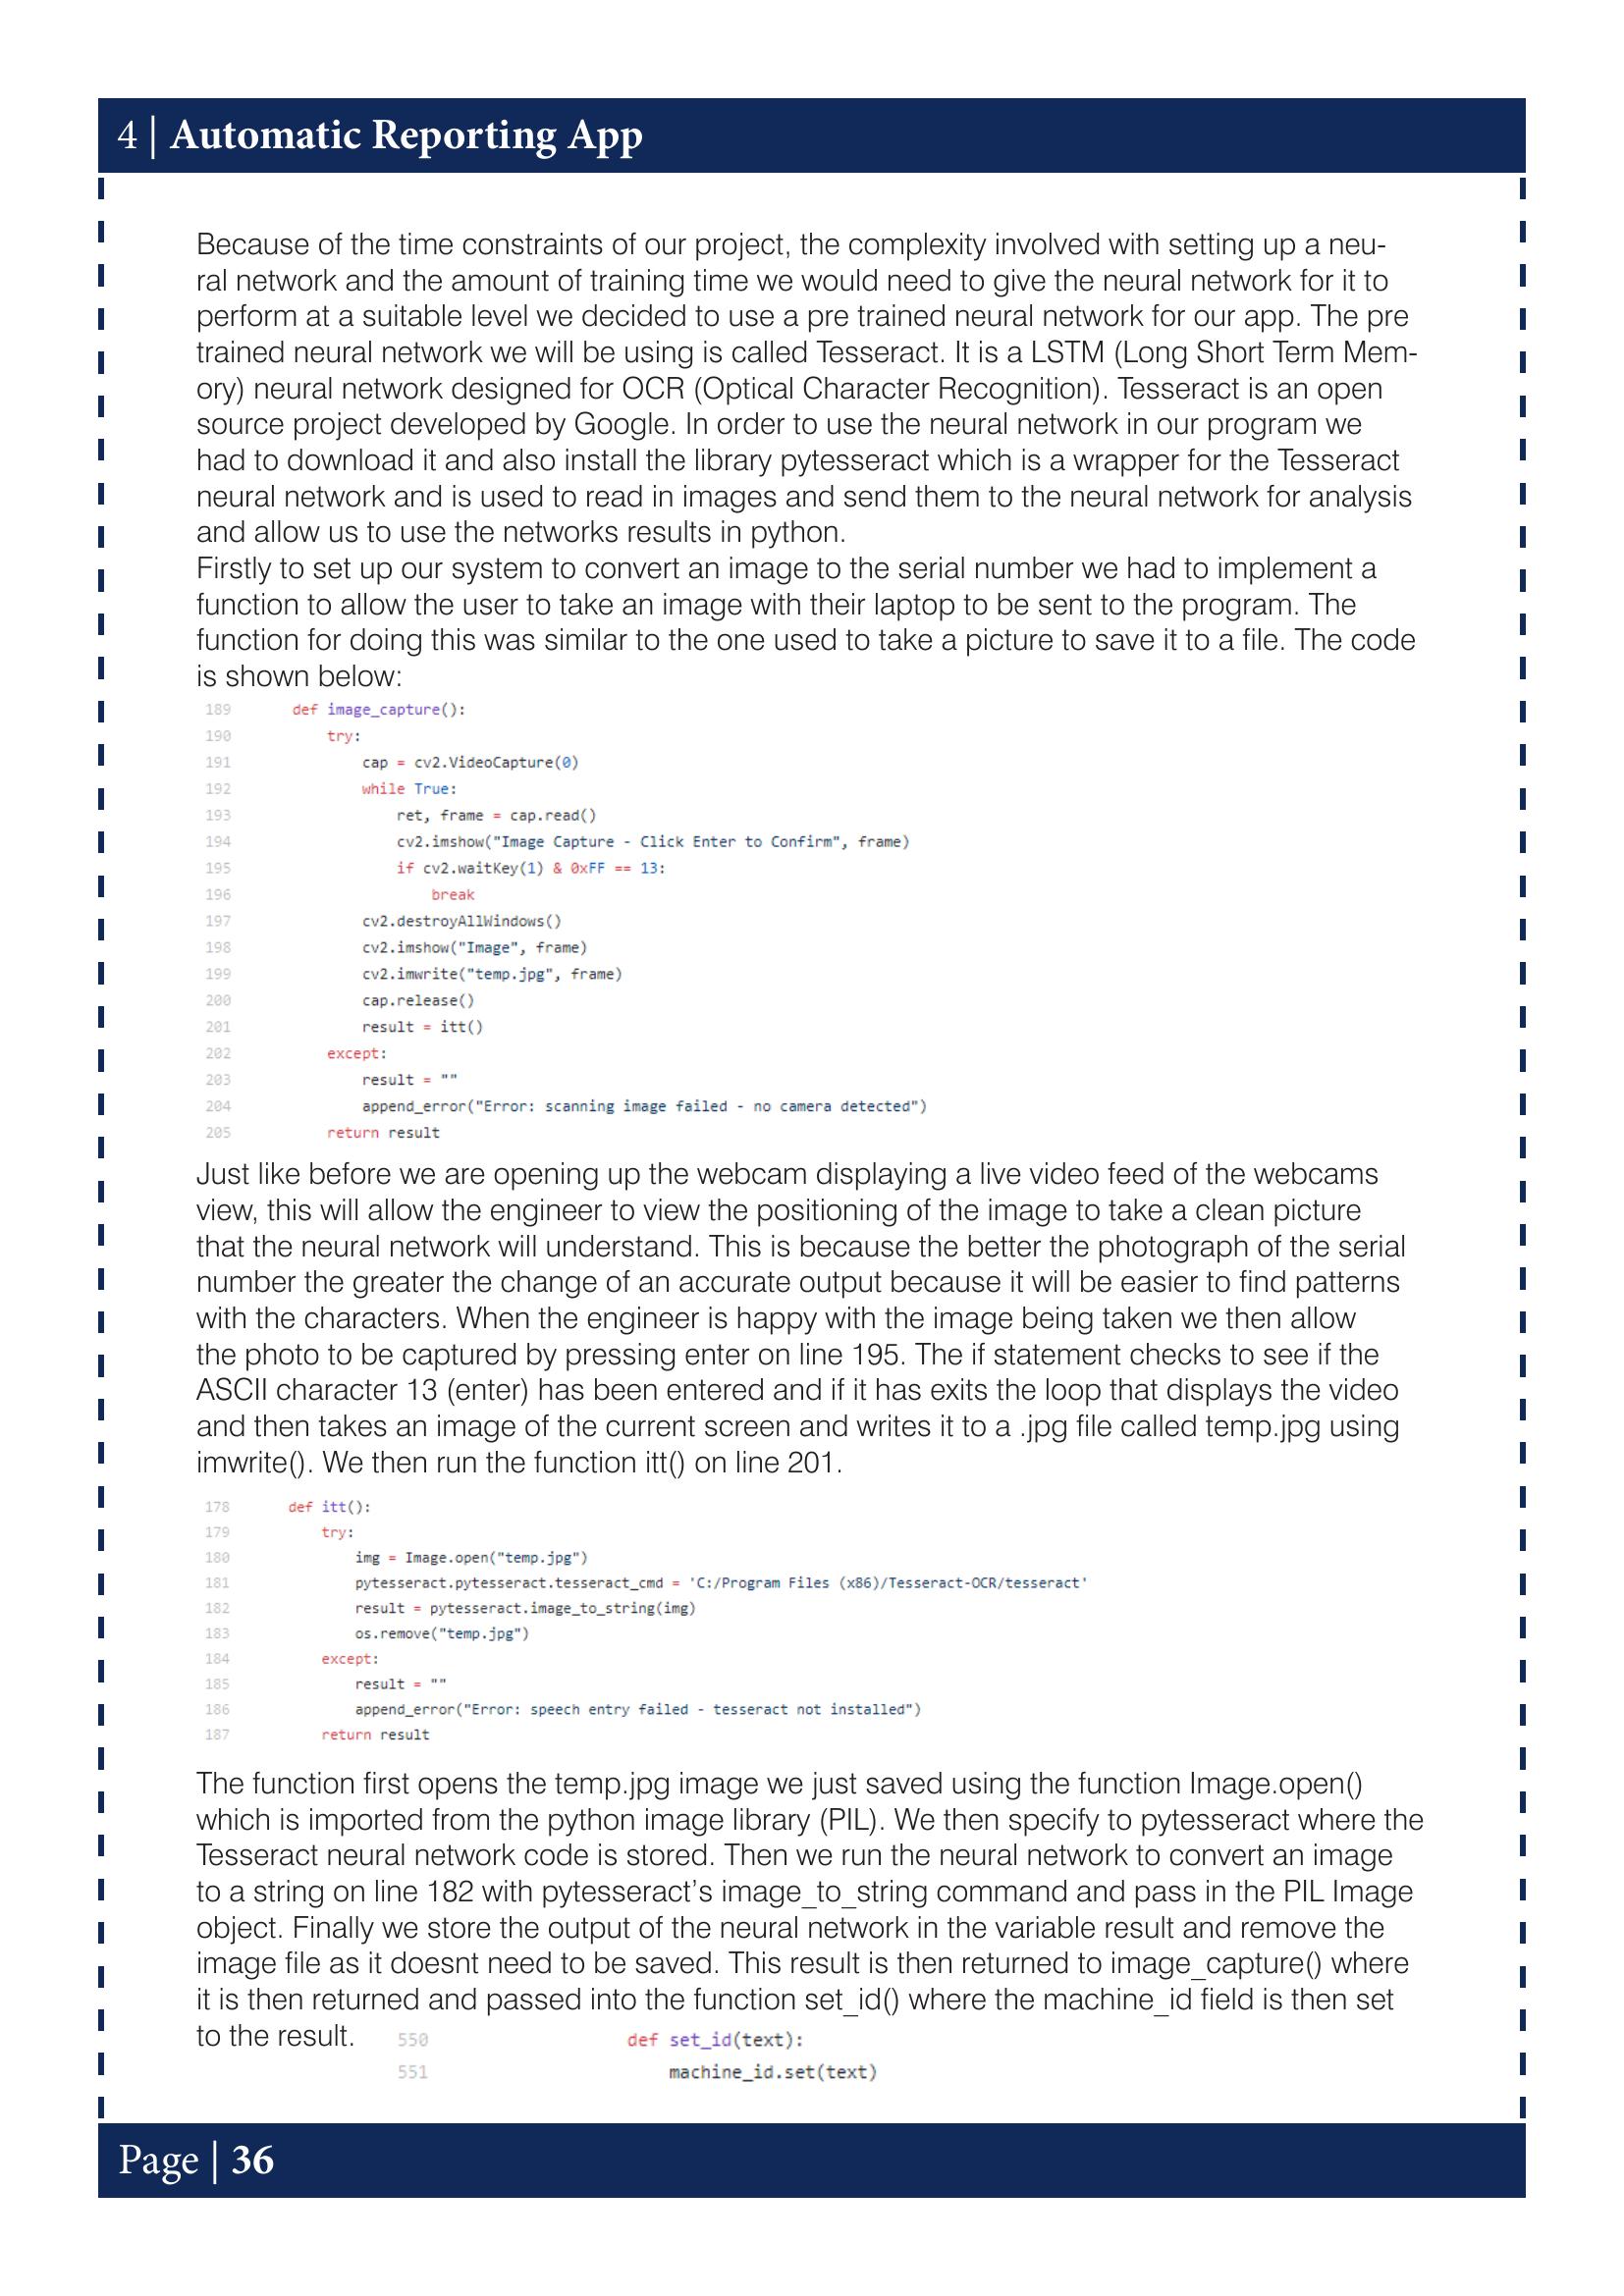 4 | Automatic Reporting App
Because of the time constraints of our project, the complexity involved with setting up a neu-
ral network and the amount of training time we would need to give the neural network for it to
perform at a suitable level we decided to use a pre trained neural network for our app. The pre
trained neural network we will be using is called Tesseract. It is a LSTM (Long Short Term Mem-
ory) neural network designed for OCR (Optical Character Recognition). Tesseract is an open
source project developed by Google. In order to use the neural network in our program we
had to download it and also install the library pytesseract which is a wrapper for the Tesseract
neural network and is used to read in images and send them to the neural network for analysis
and allow us to use the networks results in python.
Firstly to set up our system to convert an image to the serial number we had to implement a
function to allow the user to take an image with their laptop to be sent to the program. The
function for doing this was similar to the one used to take a picture to save it to a file. The code
is shown below:
189 def image_capture():
190 try:
191 cap = cv2.VideoCapture(0)
192 while True:
193 ret, frame = cap.read()
194 cv2.imshow("Image Capture - Click Enter to Confirm", frame)
195 if cv2.waitKey(1) & 0xFF == 13:
196 break
197 cv2.destroyAllWindows()
198 cv2.imshow("Image", frame)
199 cv2.imwrite("temp.jpg", frame)
200 cap.release()
201 result = itt()
202 except:
203 result = ""
204 append_error("Error: scanning image failed - no camera detected")
205 return result
Just like before we are opening up the webcam displaying a live video feed of the webcams
view, this will allow the engineer to view the positioning of the image to take a clean picture
that the neural network will understand. This is because the better the photograph of the serial
number the greater the change of an accurate output because it will be easier to find patterns
with the characters. When the engineer is happy with the image being taken we then allow
the photo to be captured by pressing enter on line 195. The if statement checks to see if the
ASCII character 13 (enter) has been entered and if it has exits the loop that displays the video
and then takes an image of the current screen and writes it to a .jpg file called temp.jpg using
imwrite(). We then run the function itt() on line 201.
178 def itt():
179 try:
180 img = Image.open("temp.jpg")
181 pytesseract.pytesseract.tesseract_cmd = 'C:/Program Files (x86)/Tesseract-OCR/tesseract'
182 result = pytesseract.image_to_string(img)
183 os.remove("temp.jpg")
184 except:
185 result = ""
186 append_error("Error: speech entry failed - tesseract not installed")
187 return result
The function first opens the temp.jpg image we just saved using the function Image.open()
which is imported from the python image library (PIL). We then specify to pytesseract where the
Tesseract neural network code is stored. Then we run the neural network to convert an image
to a string on line 182 with pytesseract’s image_to_string command and pass in the PIL Image
object. Finally we store the output of the neural network in the variable result and remove the
image file as it doesnt need to be saved. This result is then returned to image_capture() where
it is then returned and passed into the function set_id() where the machine_id field is then set
to the result.
550 def set_id(text):
551 machine_id.set(text)
Page | 36